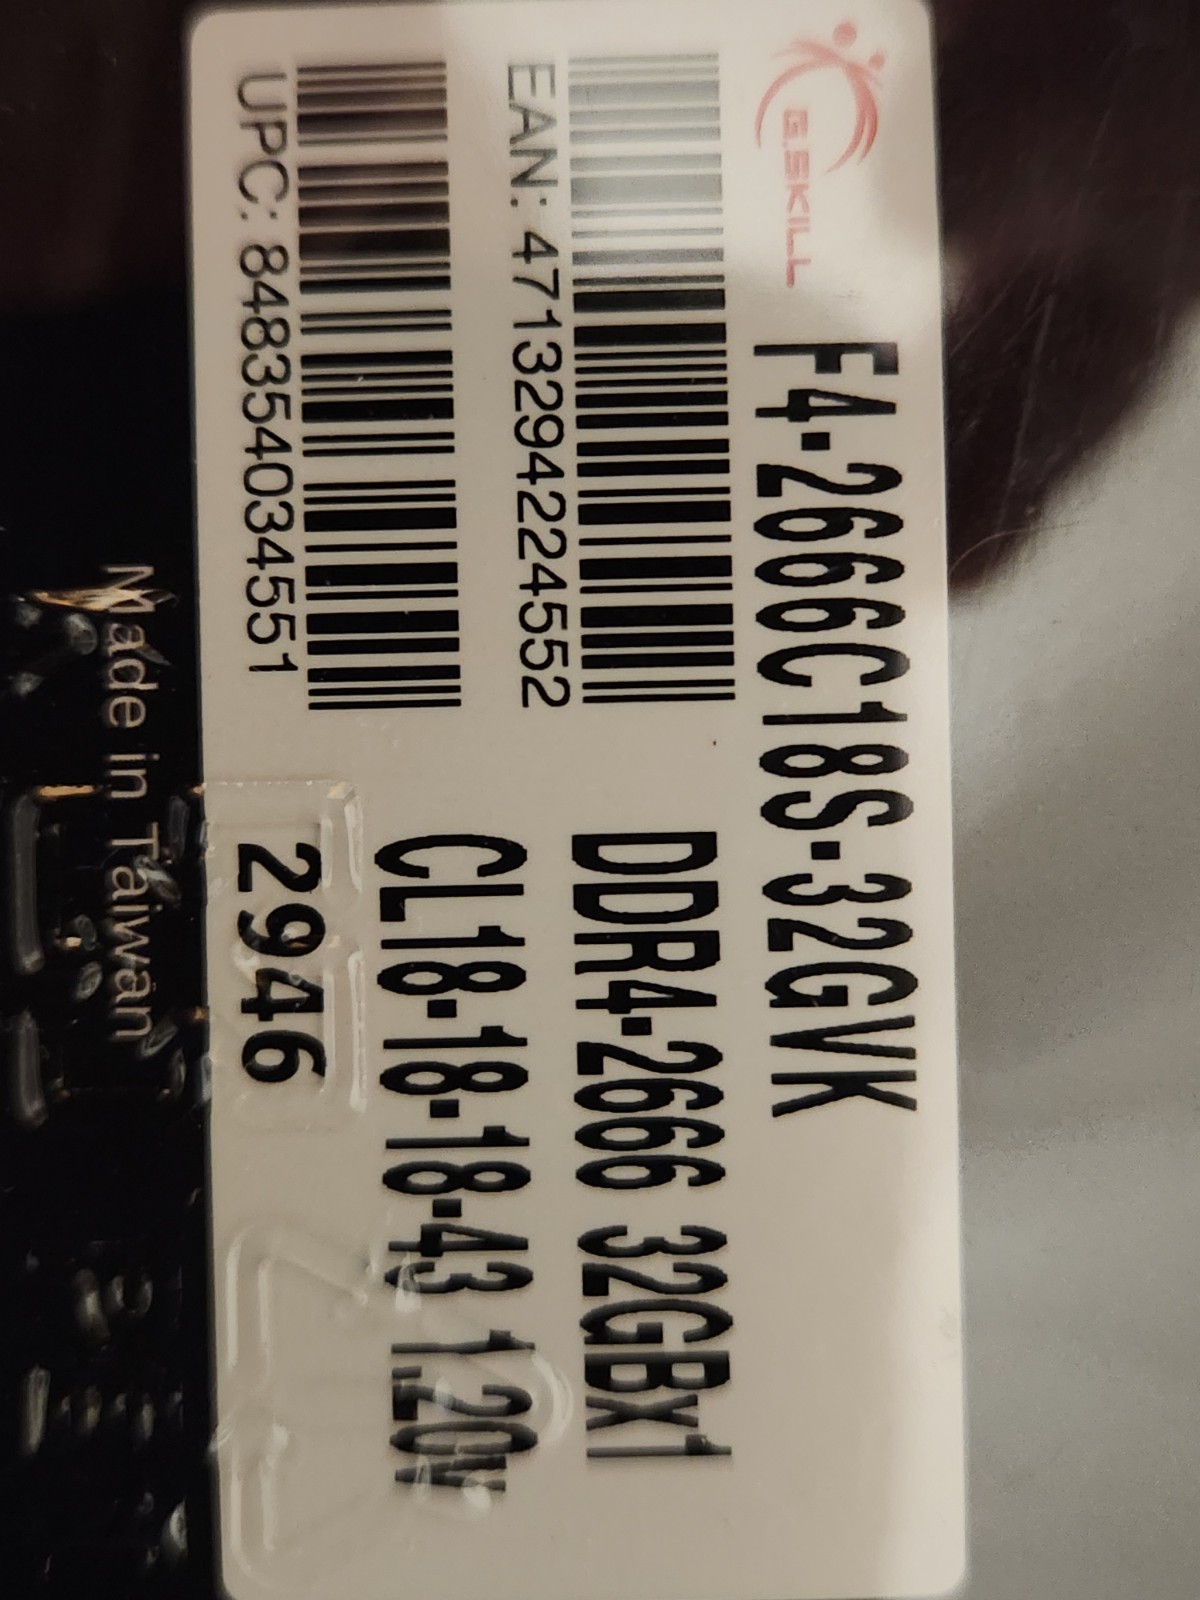 G.SKILL
F4-2666C18S-32GVK
EAN: 4713294224552
DDR4-2666 32GBx1
UPC: 848354034551
CL18-18-18-43 1.20V
2946
Made in Taiwan